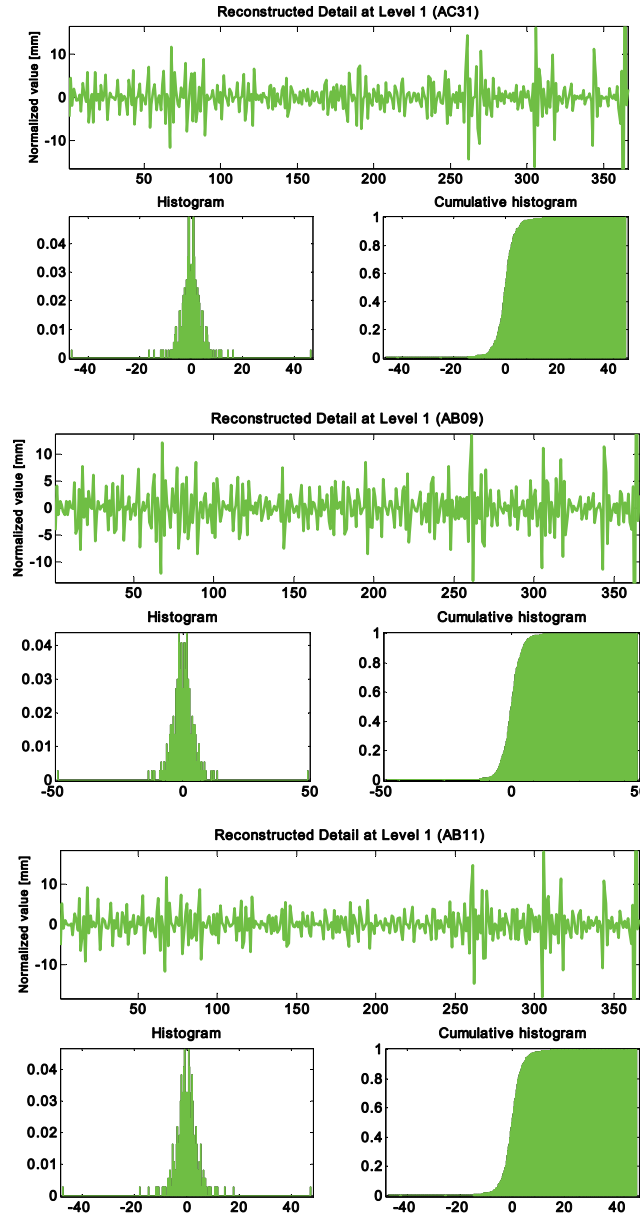 Reconstructed Detail at Level 1 (AC31)
Normalized value [mm]
10
0
-10
50 100 150 200 250 300 350
Histogram
0.04
0.03
0.02
0.01
0
-40 -20 0 20 40
Cumulative histogram
1
0.8
0.6
0.4
0.2
0
-40 -20 0 20 40
Reconstructed Detail at Level 1 (AB09)
Normalized value [mm]
10
5
0
-5
-10
50 100 150 200 250 300 350
Histogram
0.04
0.03
0.02
0.01
0
-50 0 50
Cumulative histogram
1
0.8
0.6
0.4
0.2
0
-50 0 50
Reconstructed Detail at Level 1 (AB11)
Normalized value [mm]
10
0
-10
50 100 150 200 250 300 350
Histogram
0.04
0.03
0.02
0.01
0
-40 -20 0 20 40
Cumulative histogram
1
0.8
0.6
0.4
0.2
0
-40 -20 0 20 40